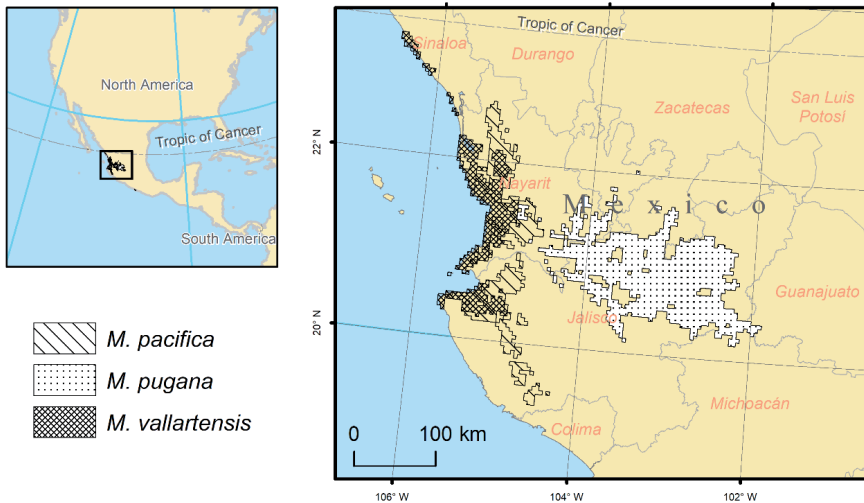 North America
Tropic of Cancer
South America
M. pacifica
M. pugana
M. vallartensis
Tropic of Cancer
Sinaloa
Durango
Zacatecas
San Luis
Potosí
22° N
Nayarit
Mexico
Guanajuato
20° N
Jalisco
Michoacán
Colima
0 100 km
106° W 104° W 102° W